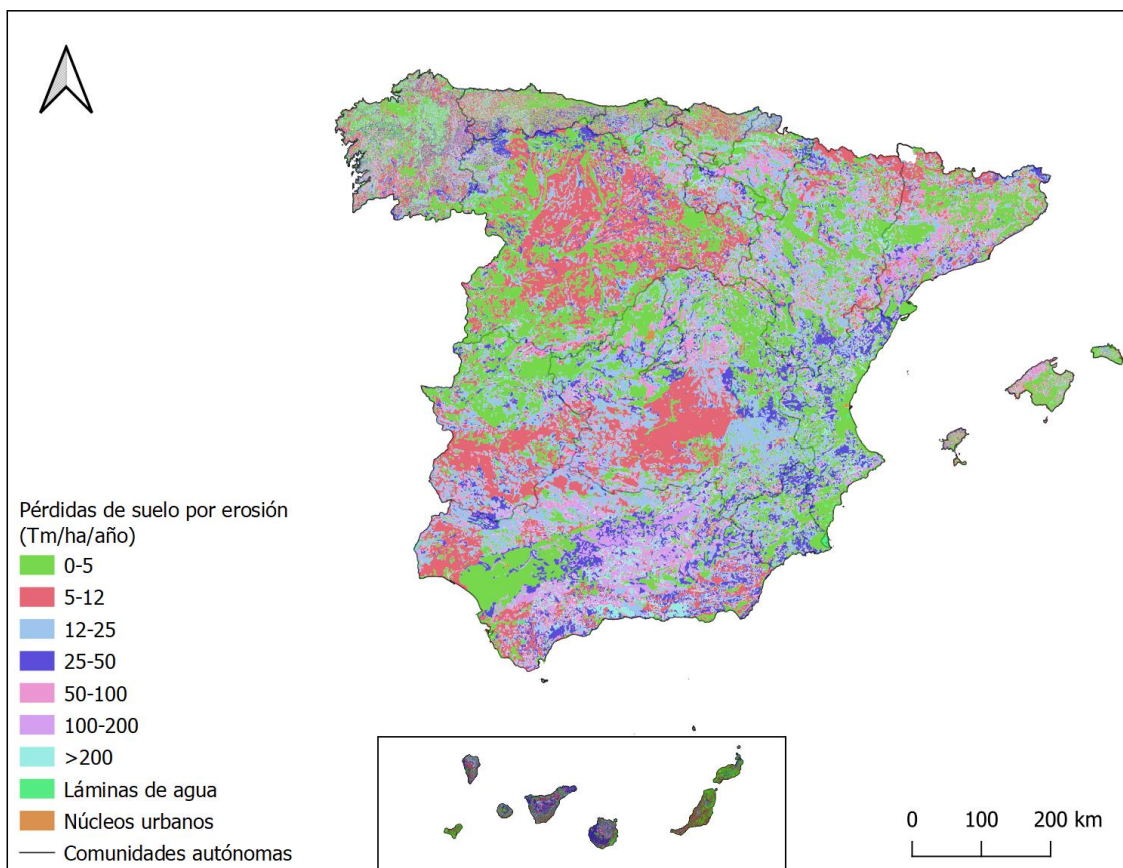 Pérdidas de suelo por erosión
(Tm/ha/año)
0-5
5-12
12-25
25-50
50-100
100-200
>200
Láminas de agua
Núcleos urbanos
Comunidades autónomas
0 100 200 km